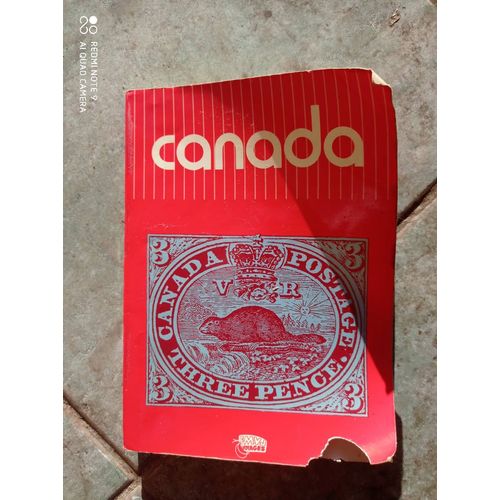 REDMI NOTE 9
AI QUAD CAMERA
canada
3 3
CANADA POSTAGE
V R
THREE PENCE.
3 3